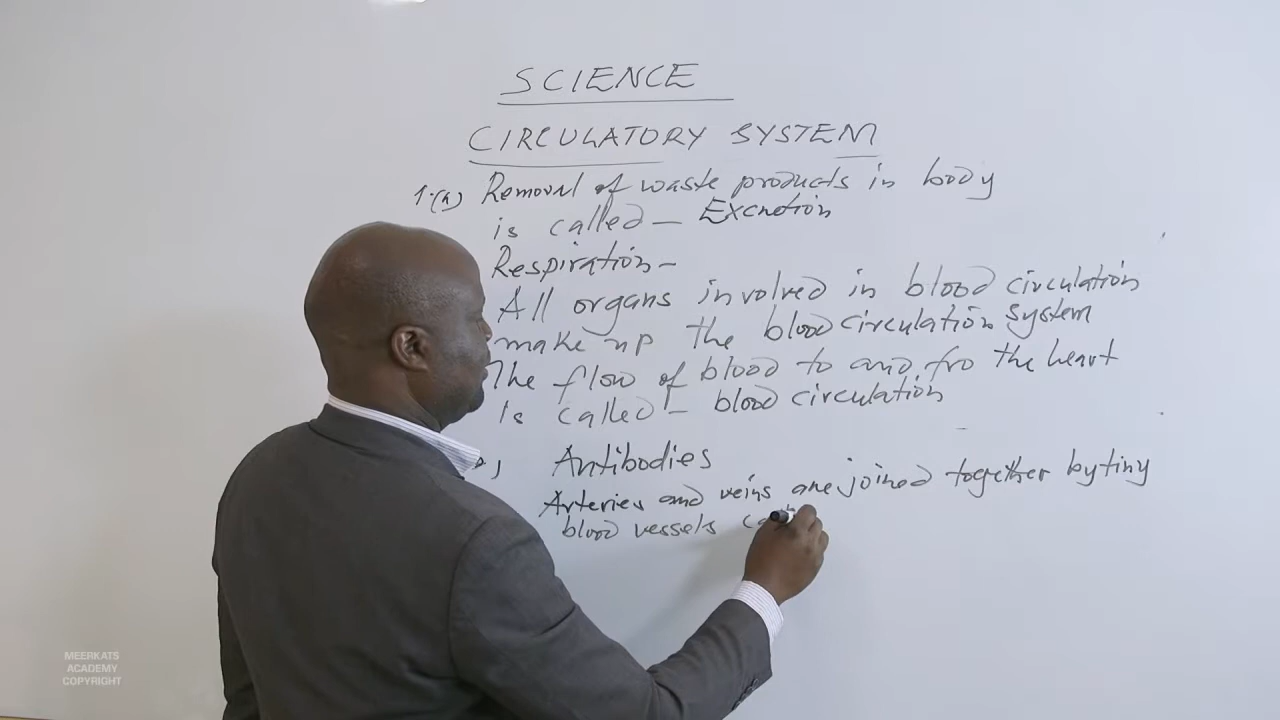 SCIENCE
CIRCULATORY SYSTEM
1.(a) Removal of waste products in body
is called - Excretion
Respiration -
All organs involved in blood circulation
make up the blood circulation System
The flow of blood to and fro the heart
Is called - blood circulation
Antibodies
Arteries and veins are joined together by tiny
blood vessels
MEERKATS
ACADEMY
COPYRIGHT